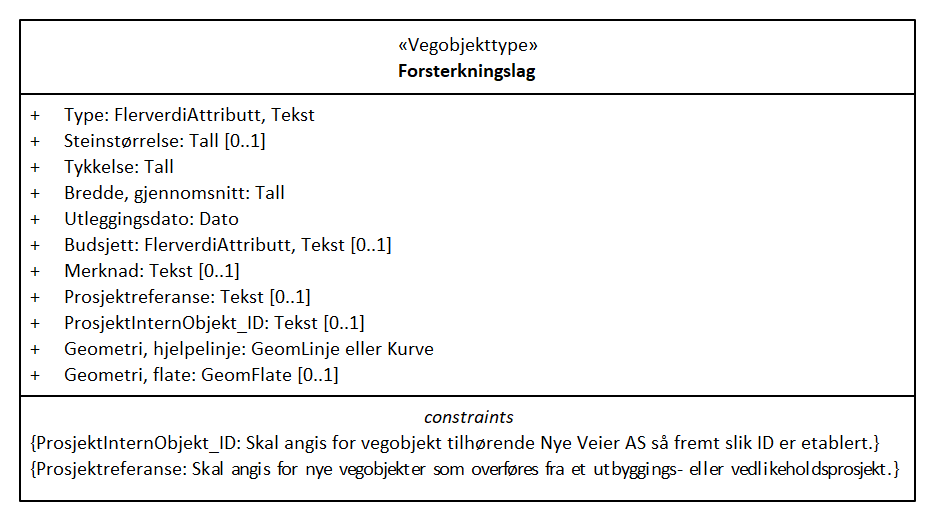 «Vegobjekttype»
Forsterkningslag
+ Type: FlerverdiAttributt, Tekst
+ Steinstørrelse: Tall [0..1]
+ Tykkelse: Tall
+ Bredde, gjennomsnitt: Tall
+ Utleggingsdato: Dato
+ Budsjett: FlerverdiAttributt, Tekst [0..1]
+ Merknad: Tekst [0..1]
+ Prosjektreferanse: Tekst [0..1]
+ ProsjektInternObjekt_ID: Tekst [0..1]
+ Geometri, hjelpelinje: GeomLinje eller Kurve
+ Geometri, flate: GeomFlate [0..1]
constraints
{ProsjektInternObjekt_ID: Skal angis for vegobjekt tilhørende Nye Veier AS så fremt slik ID er etablert.}
{Prosjektreferanse: Skal angis for nye vegobjekter som overføres fra et utbyggings- eller vedlikeholdsprosjekt.}